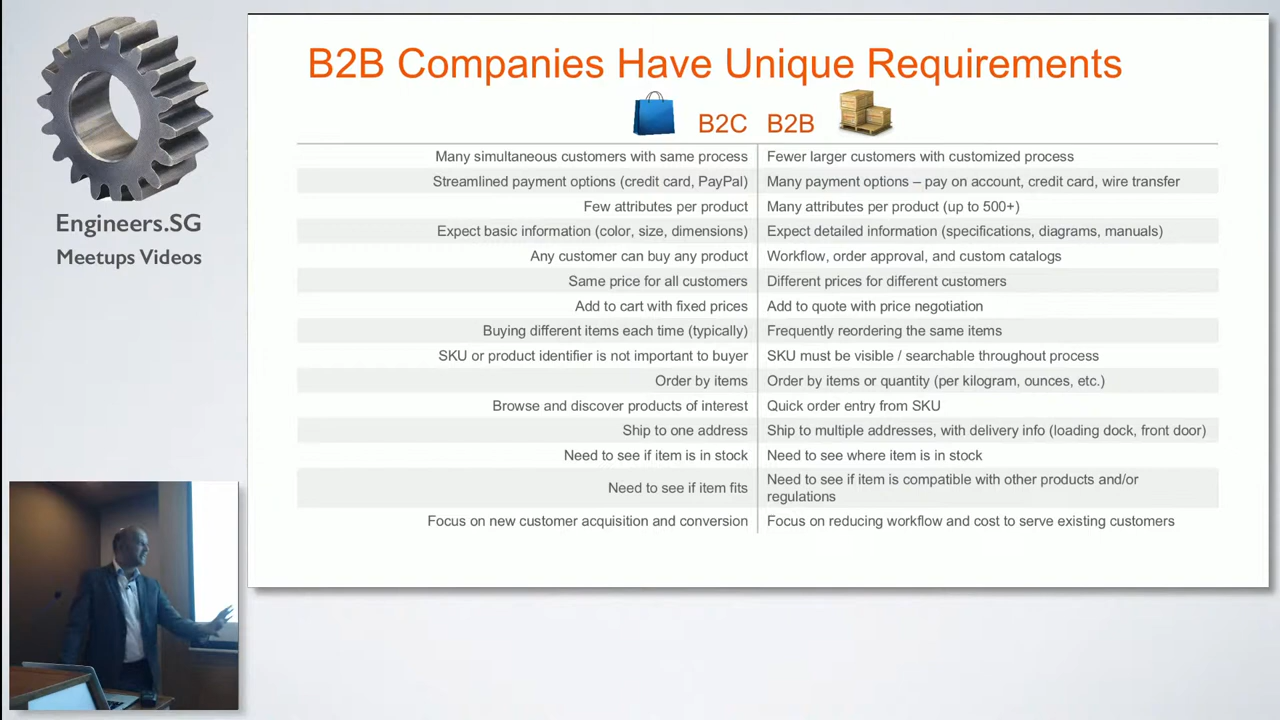 B2B Companies Have Unique Requirements
B2C B2B
Many simultaneous customers with same process Fewer larger customers with customized process
Streamlined payment options (credit card, PayPal) Many payment options – pay on account, credit card, wire transfer
Few attributes per product Many attributes per product (up to 500+)
Expect basic information (color, size, dimensions) Expect detailed information (specifications, diagrams, manuals)
Any customer can buy any product Workflow, order approval, and custom catalogs
Same price for all customers Different prices for different customers
Add to cart with fixed prices Add to quote with price negotiation
Buying different items each time (typically) Frequently reordering the same items
SKU or product identifier is not important to buyer SKU must be visible / searchable throughout process
Order by items Order by items or quantity (per kilogram, ounces, etc.)
Browse and discover products of interest Quick order entry from SKU
Ship to one address Ship to multiple addresses, with delivery info (loading dock, front door)
Need to see if item is in stock Need to see where item is in stock
Need to see if item fits Need to see if item is compatible with other products and/or
regulations
Focus on new customer acquisition and conversion Focus on reducing workflow and cost to serve existing customers
Engineers.SG
Meetups Videos